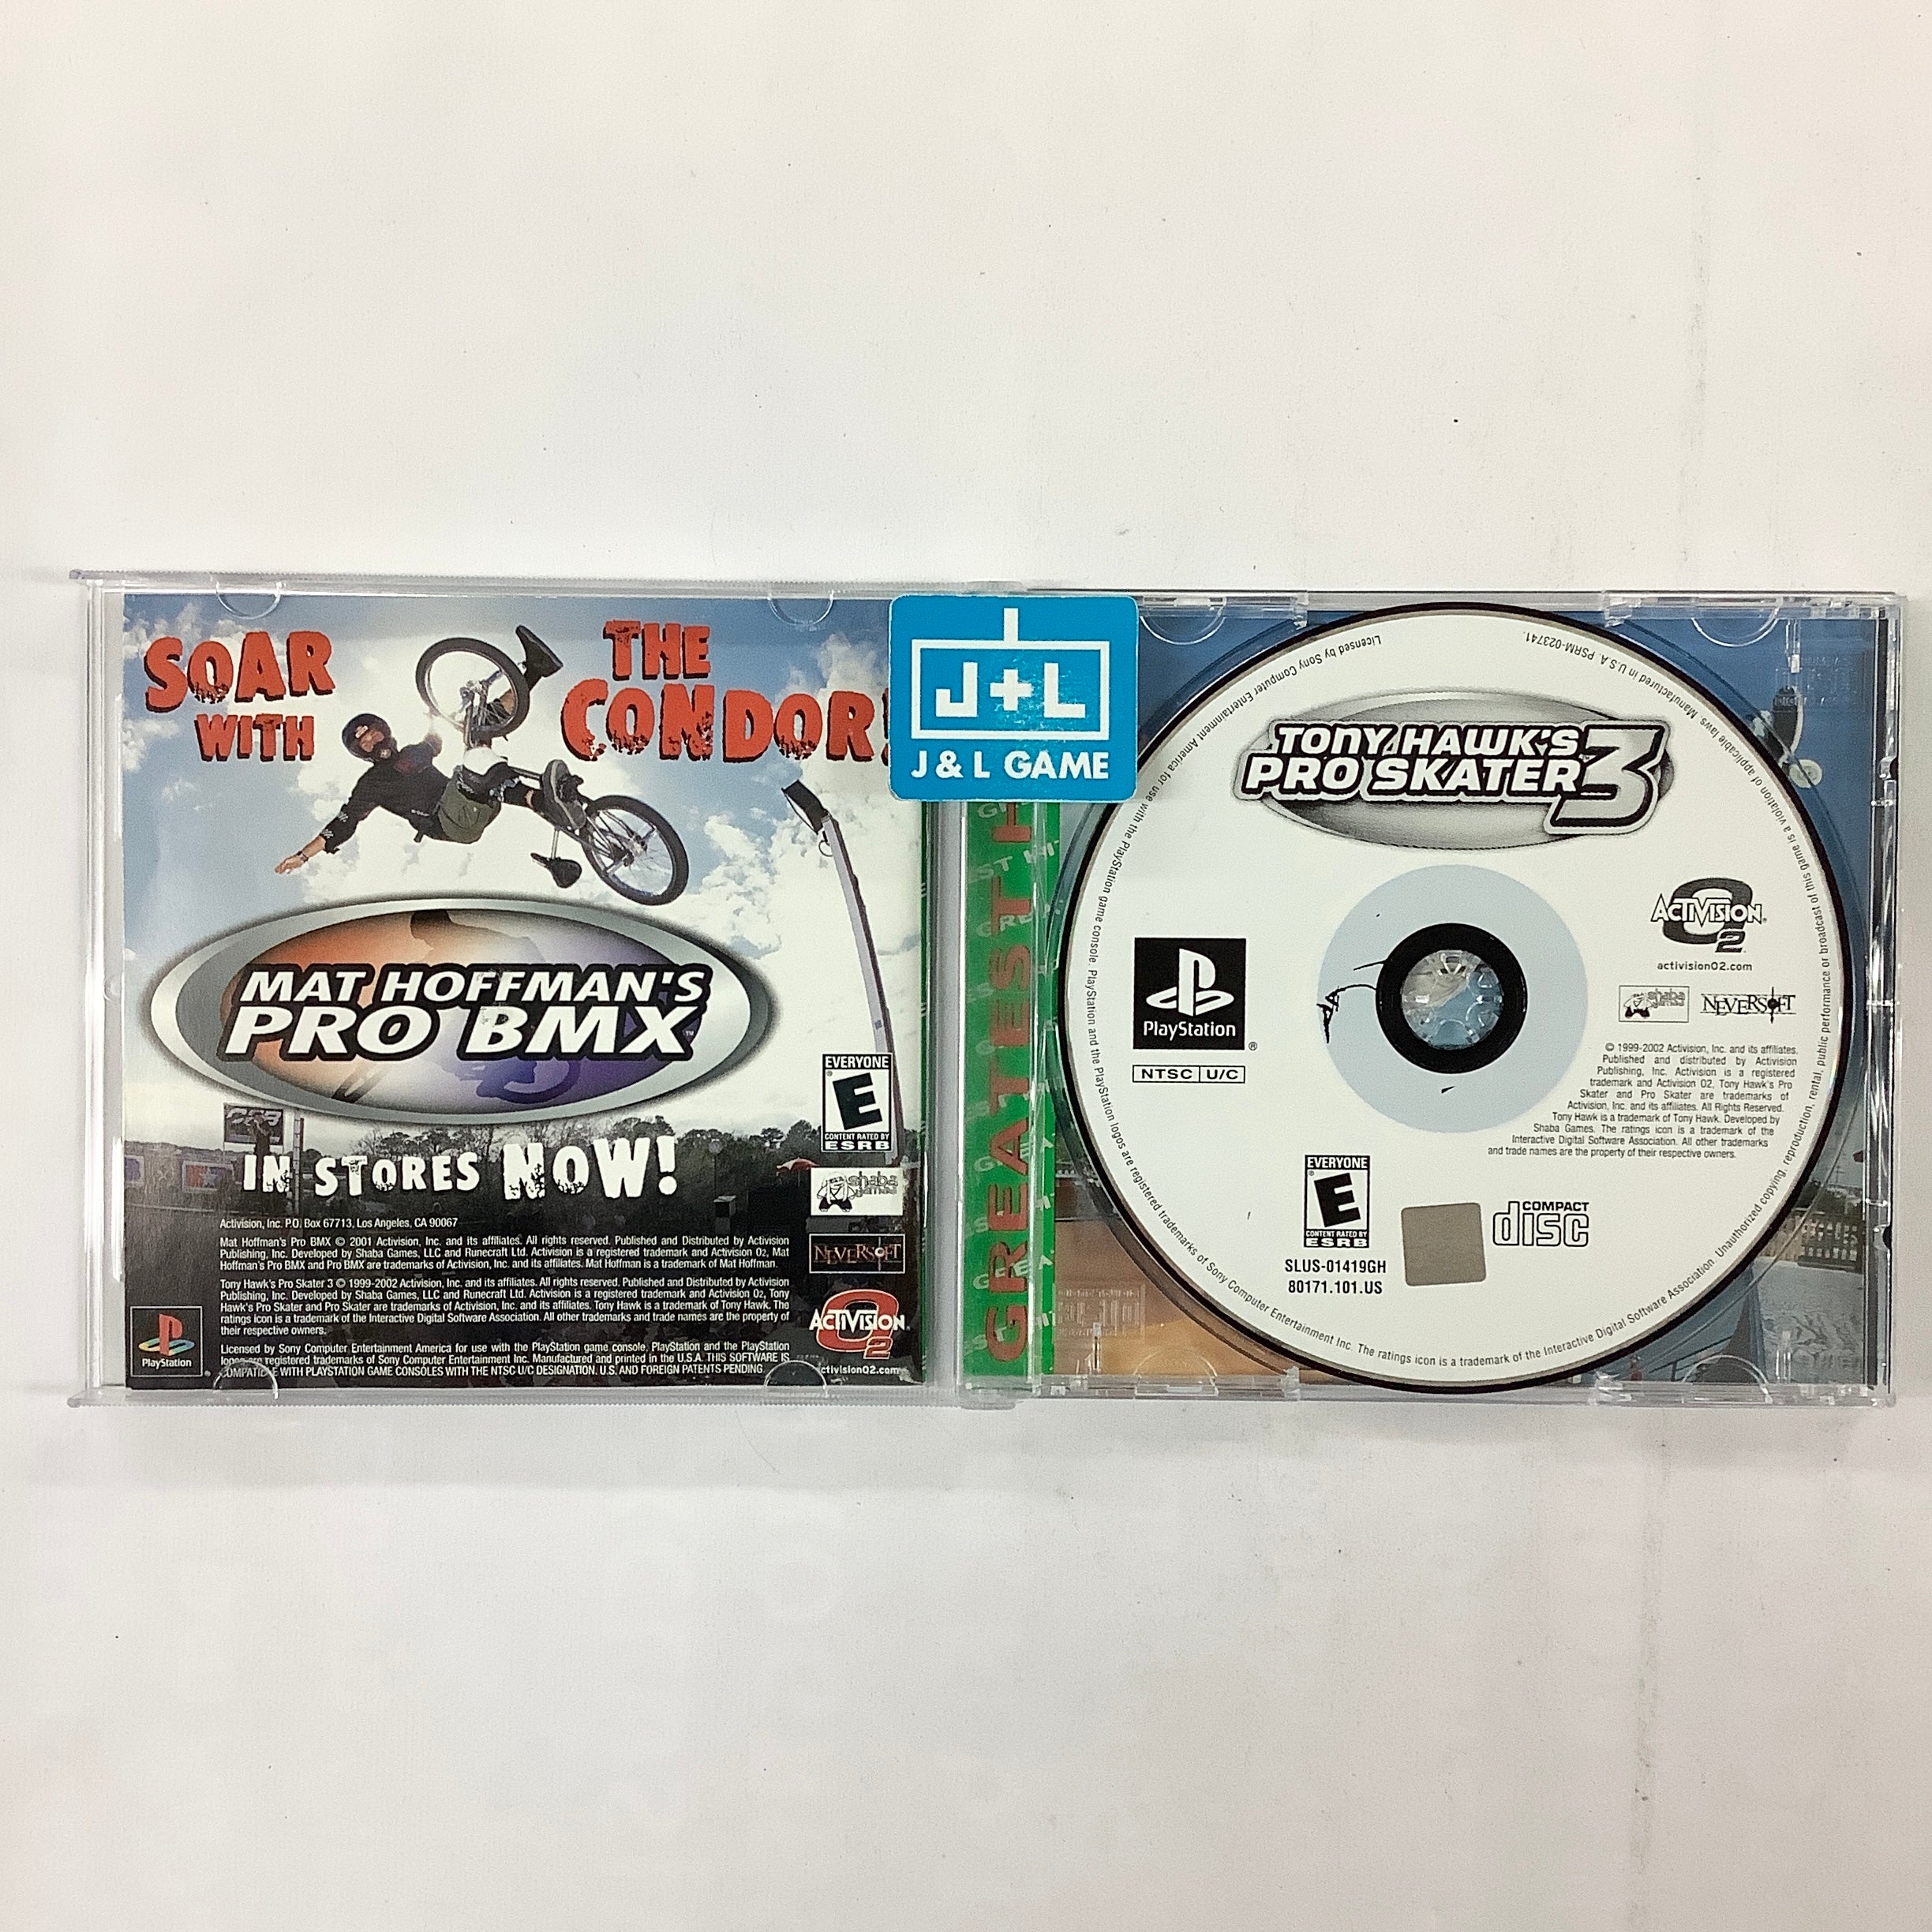 SOAR
WITH
THE
CONDOR!
MAT HOFFMAN'S
PRO BMX
IN STORES NOW!
EVERYONE
E
CONTENT RATED BY
ESRB
shaba
games
NEVERSOFT
ACTIVISION
O2
activision02.com
Activision, Inc. P.O. Box 67713, Los Angeles, CA 90067
Mat Hoffman's Pro BMX © 2001 Activision, Inc. and its affiliates. All rights reserved. Published and Distributed by Activision
Publishing, Inc. Developed by Shaba Games, LLC and Runecraft Ltd. Activision is a registered trademark and Activision O2, Mat
Hoffman's Pro BMX and Pro BMX are trademarks of Activision, Inc. and its affiliates. Mat Hoffman is a trademark of Mat Hoffman.
Tony Hawk's Pro Skater 3 © 1999-2002 Activision, Inc. and its affiliates. All rights reserved. Published and Distributed by Activision
Publishing, Inc. Developed by Shaba Games, LLC. Activision is a registered trademark and Activision O2, Tony
Hawk's Pro Skater and Pro Skater are trademarks of Activision, Inc. and its affiliates. Tony Hawk is a trademark of Tony Hawk. The
ratings icon is a trademark of the Interactive Digital Software Association. All other trademarks and trade names are the property of
their respective owners.
Licensed by Sony Computer Entertainment America for use with the PlayStation game console. PlayStation and the PlayStation
logos are registered trademarks of Sony Computer Entertainment Inc. Manufactured and printed in the U.S.A. THIS SOFTWARE IS
COMPATIBLE WITH PLAYSTATION GAME CONSOLES WITH THE NTSC U/C DESIGNATION. U.S. AND FOREIGN PATENTS PENDING.
PlayStation
J+L
J & L GAME
GREATEST H
TONY HAWK'S
PRO SKATER 3
ACTIVISION
O2
activision02.com
shaba
games
NEVERSOFT
PlayStation
®
NTSC U/C
© 1999-2002 Activision, Inc. and its affiliates.
Published and distributed by Activision
Publishing, Inc. Activision is a registered
trademark and Activision O2, Tony Hawk's Pro
Skater and Pro Skater are trademarks of
Activision, Inc. and its affiliates. All Rights Reserved.
Tony Hawk is a trademark of Tony Hawk. Developed by
Shaba Games. The ratings icon is a trademark of the
Interactive Digital Software Association. All other trademarks
and trade names are the property of their respective owners.
EVERYONE
E
CONTENT RATED BY
ESRB
SLUS-01419GH
80171.101.US
COMPACT
disc
Licensed by Sony Computer Entertainment America for use with the PlayStation game console. PlayStation and the PlayStation logos are registered trademarks of Sony Computer Entertainment Inc. The ratings icon is a trademark of the Interactive Digital Software Association. Unauthorized copying, reproduction, rental, public performance or broadcast of this game is a violation of applicable laws. Manufactured in U.S.A. PSRM-023741.